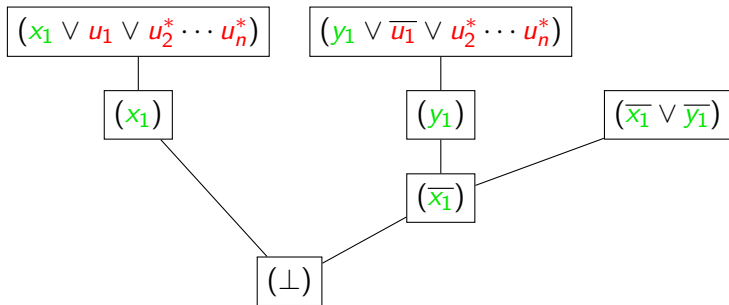 (x₁ ∨ u₁ ∨ u₂* ⋯ uₙ*)
(y₁ ∨ u̅₁ ∨ u₂* ⋯ uₙ*)
(x₁)
(y₁)
(x̅₁ ∨ y̅₁)
(x̅₁)
(⊥)